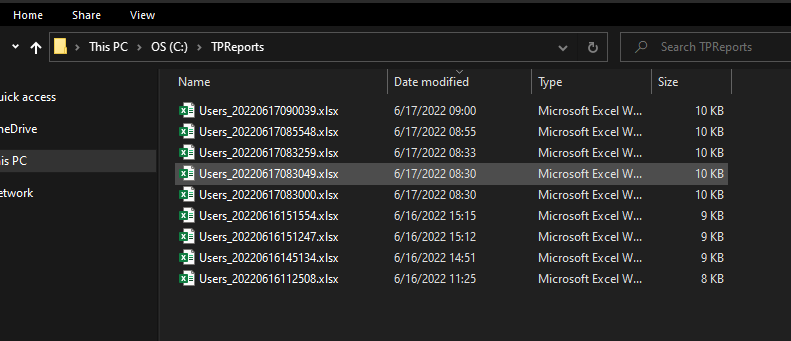 Home Share View
This PC > OS (C:) > TPReports
Search TPReports
Name Date modified Type Size
uick access
neDrive
his PC
etwork
Users_20220617090039.xlsx 6/17/2022 09:00 Microsoft Excel W... 10 KB
Users_20220617085548.xlsx 6/17/2022 08:55 Microsoft Excel W... 10 KB
Users_20220617083259.xlsx 6/17/2022 08:33 Microsoft Excel W... 10 KB
Users_20220617083049.xlsx 6/17/2022 08:30 Microsoft Excel W... 10 KB
Users_20220617083000.xlsx 6/17/2022 08:30 Microsoft Excel W... 10 KB
Users_20220616151554.xlsx 6/16/2022 15:15 Microsoft Excel W... 9 KB
Users_20220616151247.xlsx 6/16/2022 15:12 Microsoft Excel W... 9 KB
Users_20220616145134.xlsx 6/16/2022 14:51 Microsoft Excel W... 9 KB
Users_20220616112508.xlsx 6/16/2022 11:25 Microsoft Excel W... 8 KB